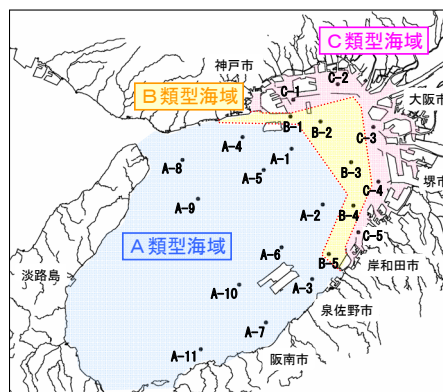 C類型海域
神戸市
C-2
B類型海域
C-1
大阪市
B-1
B-2
C-3
A-4
A-1
A-8
B-3
堺市
A-5
C-4
A-9
A-2
B-4
A類型海域
C-5
A-6
B-5
岸和田市
淡路島
A-10
A-3
泉佐野市
A-7
A-11
阪南市